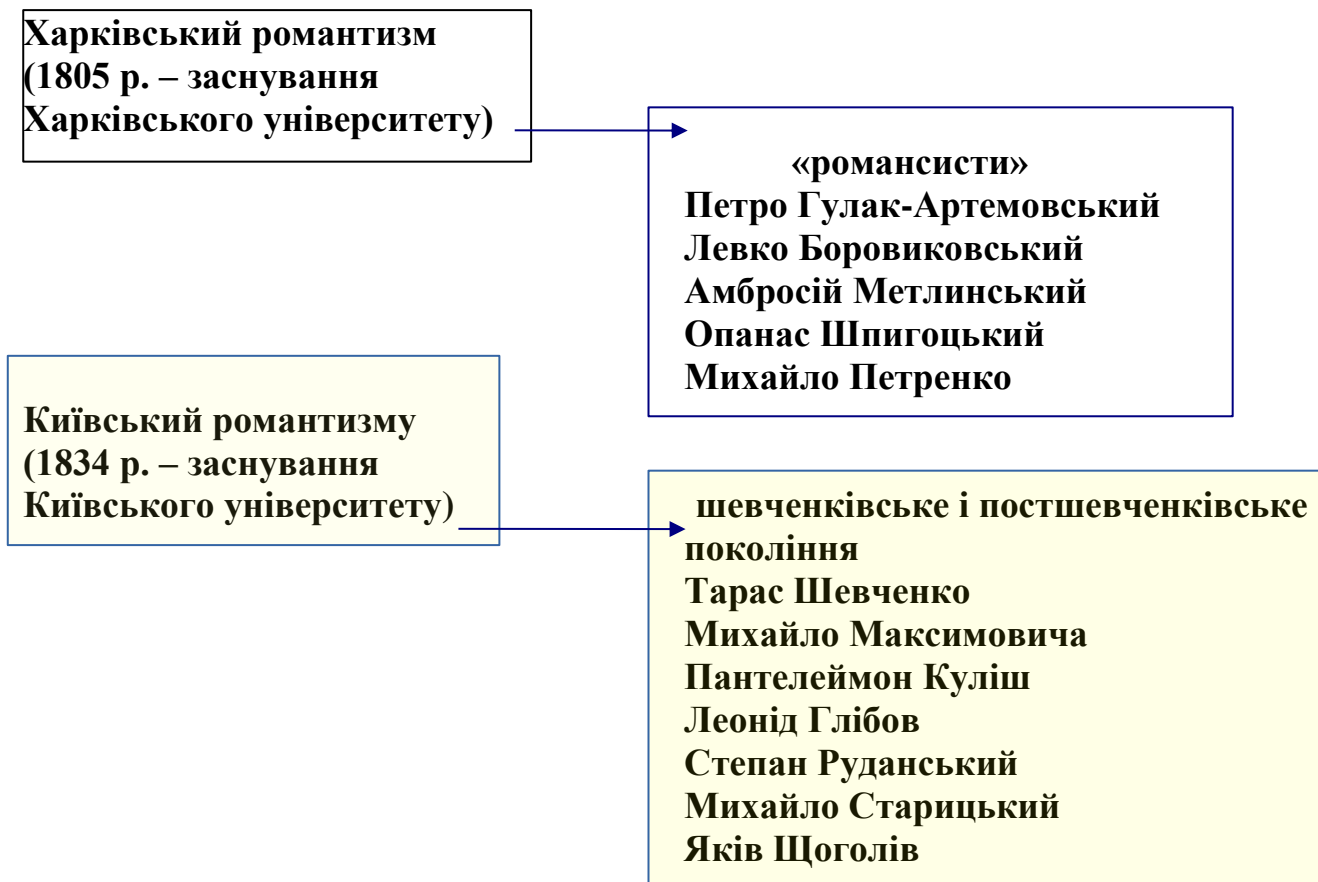 Харківський романтизм
(1805 р. – заснування
Харківського університету)
«романсисти»
Петро Гулак-Артемовський
Левко Боровиковський
Амбросій Метлинський
Опанас Шпигоцький
Михайло Петренко
Київський романтизму
(1834 р. – заснування
Київського університету)
шевченківське і постшевченківське
покоління
Тарас Шевченко
Михайло Максимовича
Пантелеймон Куліш
Леонід Глібов
Степан Руданський
Михайло Старицький
Яків Щоголів